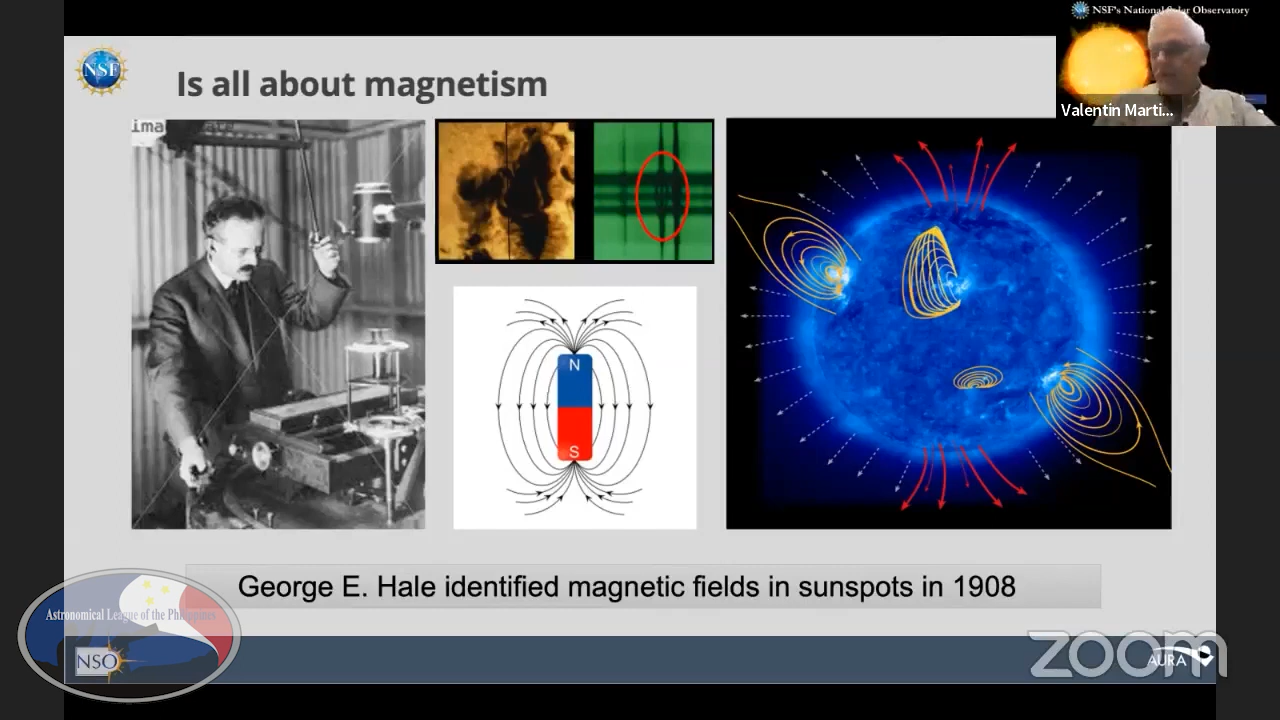 NSF's National Solar Observatory
Valentin Marti...
NSF
Is all about magnetism
N
S
George E. Hale identified magnetic fields in sunspots in 1908
Astronomical League of the Philippines
NSO
zoom
AURA